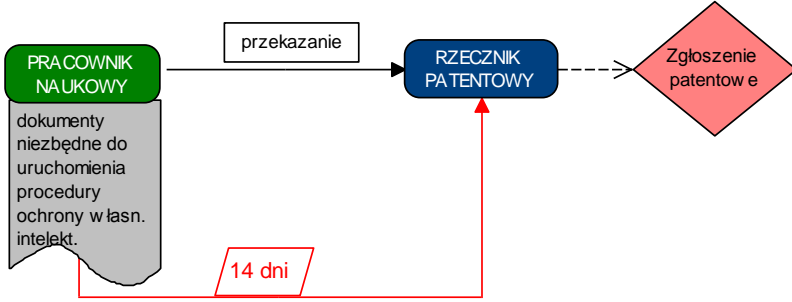 przekazanie
PRACOWNIK
NAUKOWY
RZECZNIK
PATENTOWY
Zgłoszenie
patentowe
dokumenty
niezbędne do
uruchomienia
procedury
ochrony własn.
intelekt.
14 dni